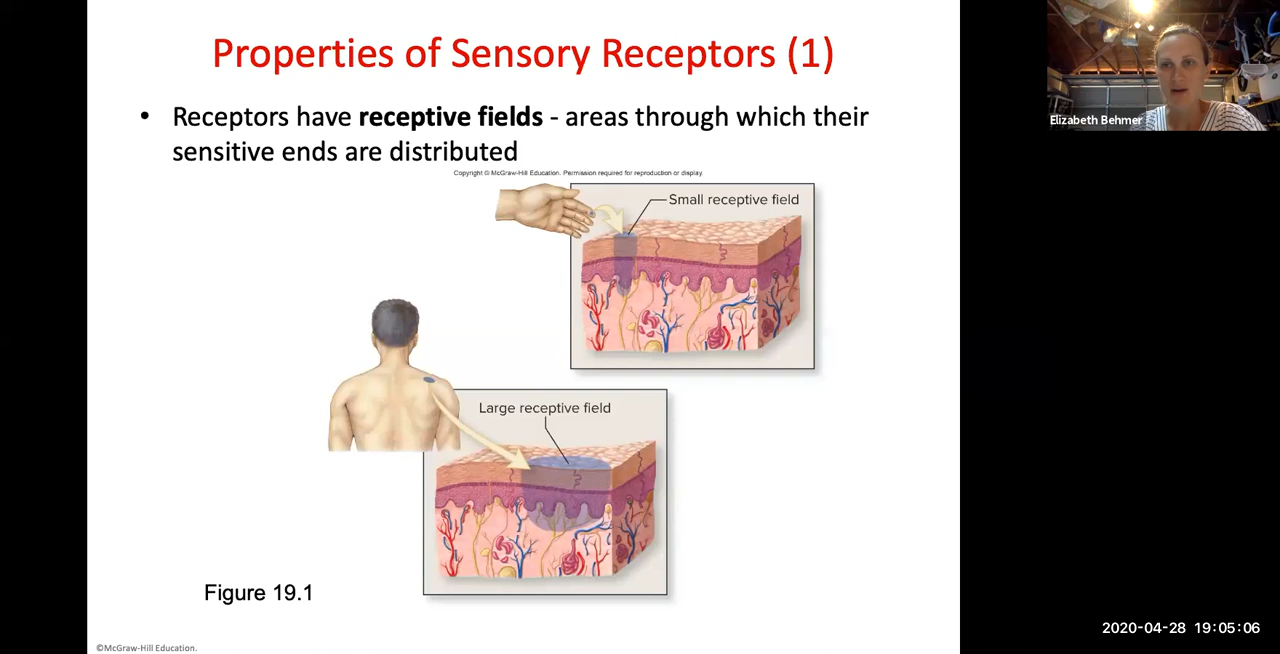 Properties of Sensory Receptors (1)
• Receptors have receptive fields - areas through which their
sensitive ends are distributed
Copyright © McGraw-Hill Education. Permission required for reproduction or display.
Small receptive field
Large receptive field
Figure 19.1
©McGraw-Hill Education.
Elizabeth Behmer
2020-04-28 19:05:06